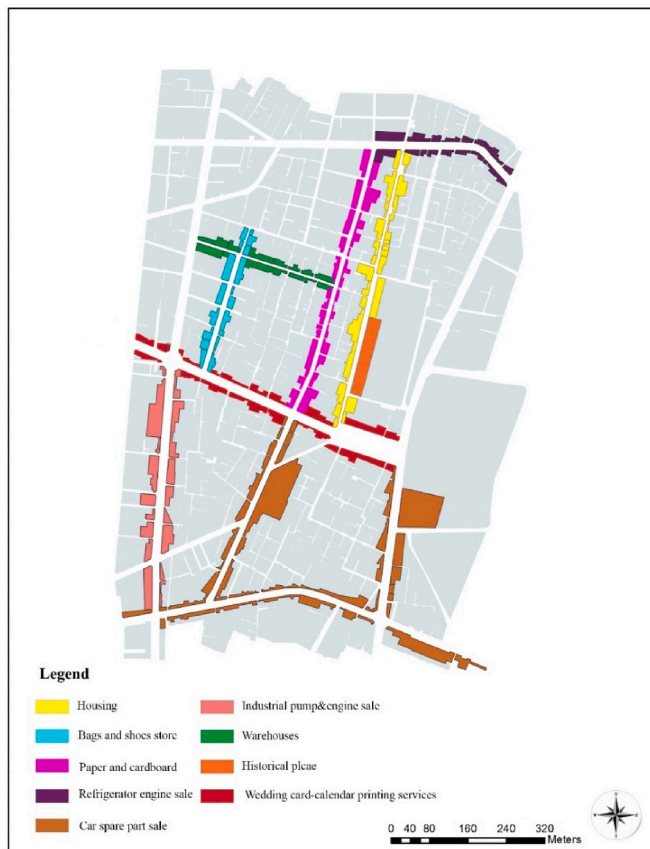 Legend
Housing
Industrial pump&engine sale
Bags and shoes store
Warehouses
Paper and cardboard
Historical plcae
Refrigerator engine sale
Wedding card-calendar printing services
Car spare part sale
0 40 80 160 240 320
Meters